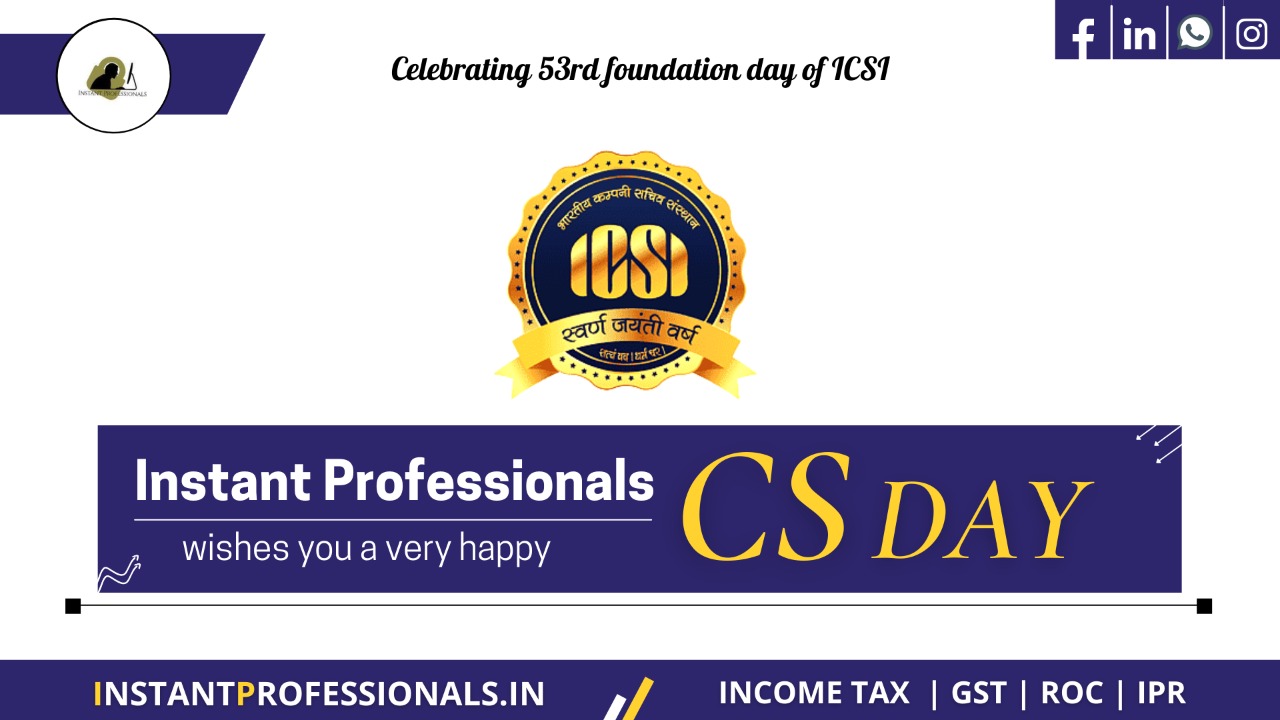 Celebrating 53rd foundation day of ICSI
INSTANT PROFESSIONALS
भारतीय कम्पनी सचिव संस्थान
ICSI
स्वर्ण जयंती वर्ष
सत्यं वद । धर्मं चर ।
Instant Professionals
wishes you a very happy
CS DAY
INSTANTPROFESSIONALS.IN
INCOME TAX | GST | ROC | IPR